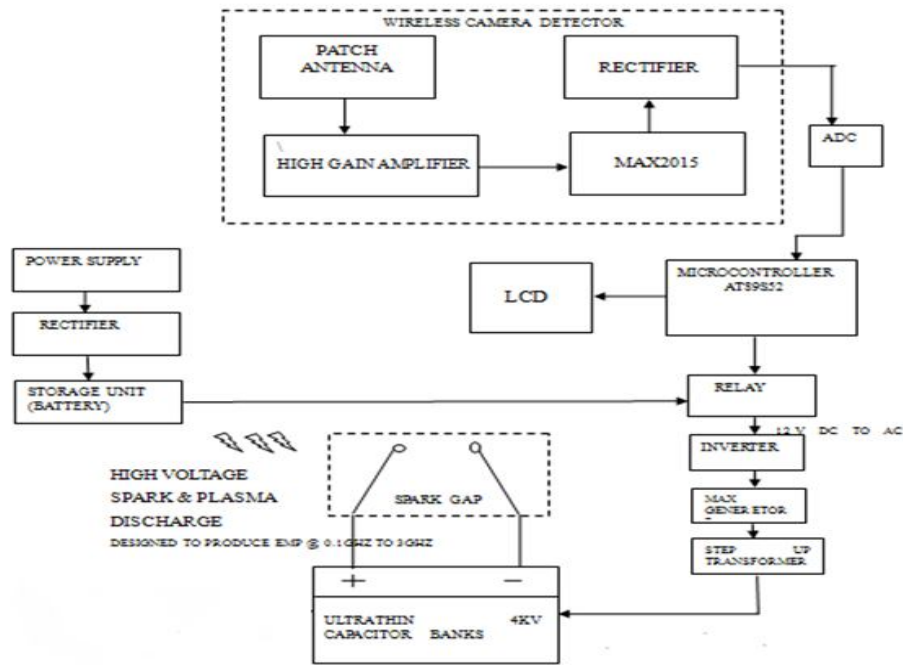 WIRELESS CAMERA DETECTOR
PATCH
ANTENNA
RECTIFIER
ADC
HIGH GAIN AMPLIFIER
MAX2015
POWER SUPPLY
MICROCONTROLLER
AT89852
LCD
RECTIFIER
STORAGE UNIT
(BATTERY)
RELAY
12 V DC TO AC
INVERTER
HIGH VOLTAGE
SPARK & PLASMA
DISCHARGE
DESIGNED TO PRODUCE EMP @ 0.1GHZ TO 3GHZ
SPARK GAP
MAX
GENERETOR
STEP UP
TRANSFORMER
+ −
ULTRATHIN 4KV
CAPACITOR BANKS